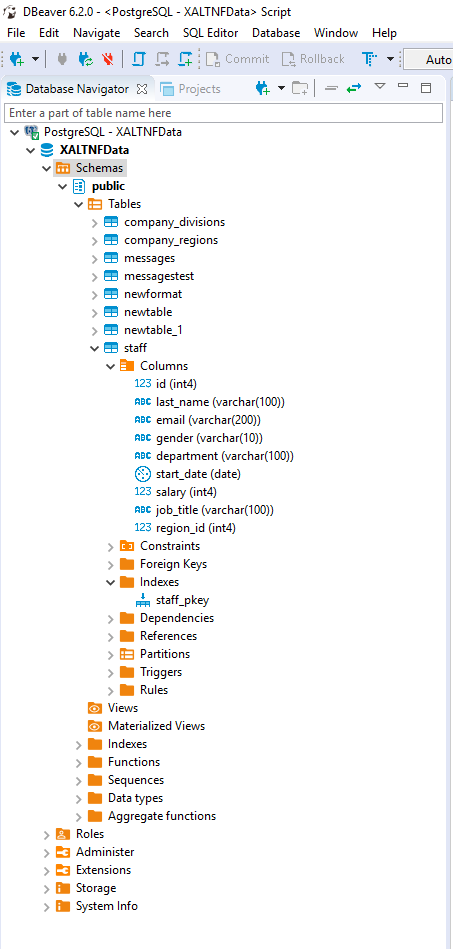 DBeaver 6.2.0 - <PostgreSQL - XALTNFData> Script
File Edit Navigate Search SQL Editor Database Window Help
Commit Rollback Auto
Database Navigator Projects
Enter a part of table name here
PostgreSQL - XALTNFData
XALTNFData
Schemas
public
Tables
company_divisions
company_regions
messages
messagestest
newformat
newtable
newtable_1
staff
Columns
123 id (int4)
ABC last_name (varchar(100))
ABC email (varchar(200))
ABC gender (varchar(10))
ABC department (varchar(100))
start_date (date)
123 salary (int4)
ABC job_title (varchar(100))
123 region_id (int4)
Constraints
Foreign Keys
Indexes
staff_pkey
Dependencies
References
Partitions
Triggers
Rules
Views
Materialized Views
Indexes
Functions
Sequences
Data types
Aggregate functions
Roles
Administer
Extensions
Storage
System Info